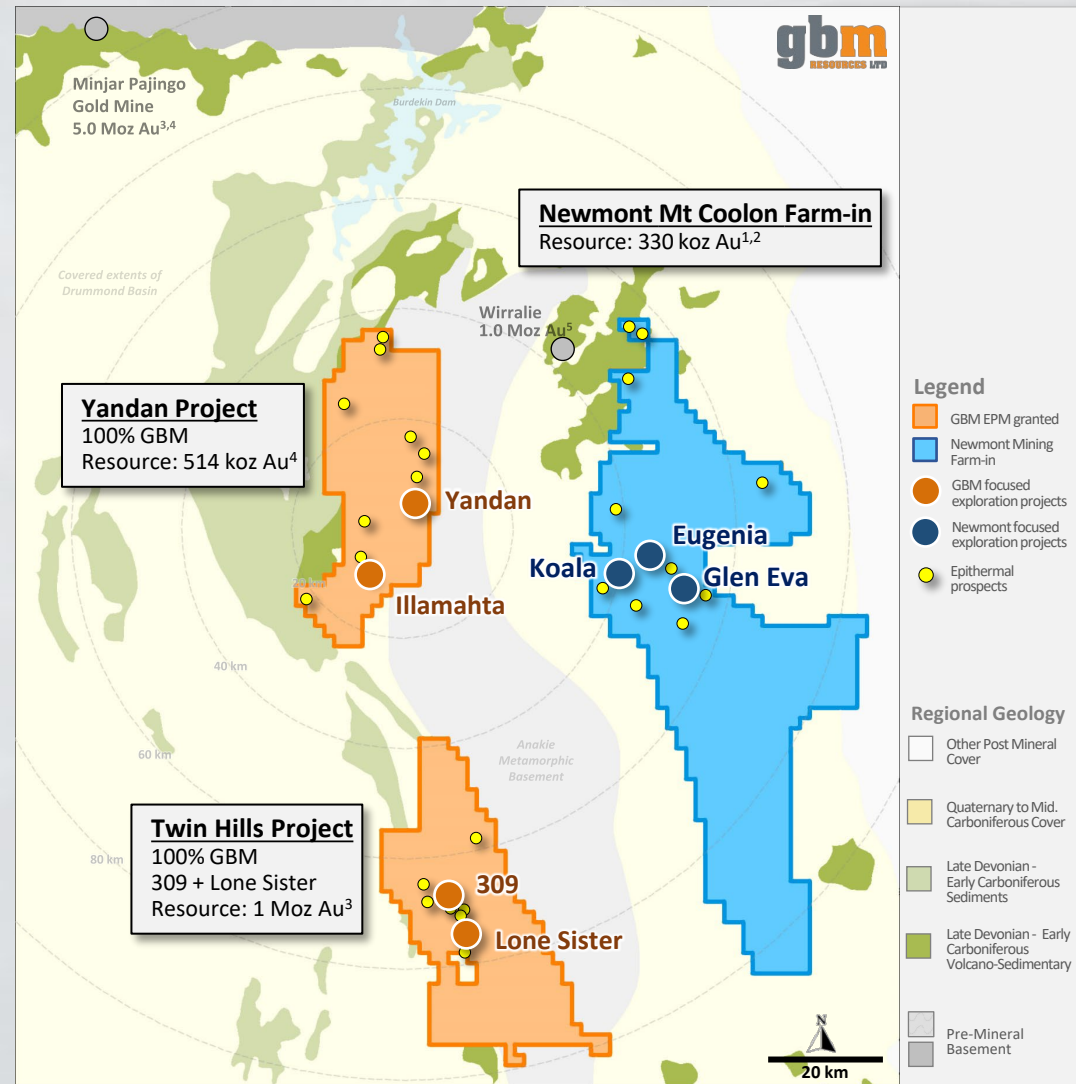 gbm
RESOURCES LTD
Minjar Pajingo
Gold Mine
5.0 Moz Au3,4
Burdekin Dam
Newmont Mt Coolon Farm-in
Resource: 330 koz Au1,2
Covered extents of
Drummond Basin
Wirralie
1.0 Moz Au5
Yandan Project
100% GBM
Resource: 514 koz Au4
Yandan
Eugenia
Koala
Glen Eva
Illamahta
40 km
60 km
80 km
Anakie
Metamorphic
Basement
Twin Hills Project
100% GBM
309 + Lone Sister
Resource: 1 Moz Au3
309
Lone Sister
N
20 km
Legend
GBM EPM granted
Newmont Mining
Farm-in
GBM focused
exploration projects
Newmont focused
exploration projects
Epithermal
prospects
Regional Geology
Other Post Mineral
Cover
Quaternary to Mid.
Carboniferous Cover
Late Devonian -
Early Carboniferous
Sediments
Late Devonian - Early
Carboniferous
Volcano-Sedimentary
Pre-Mineral
Basement